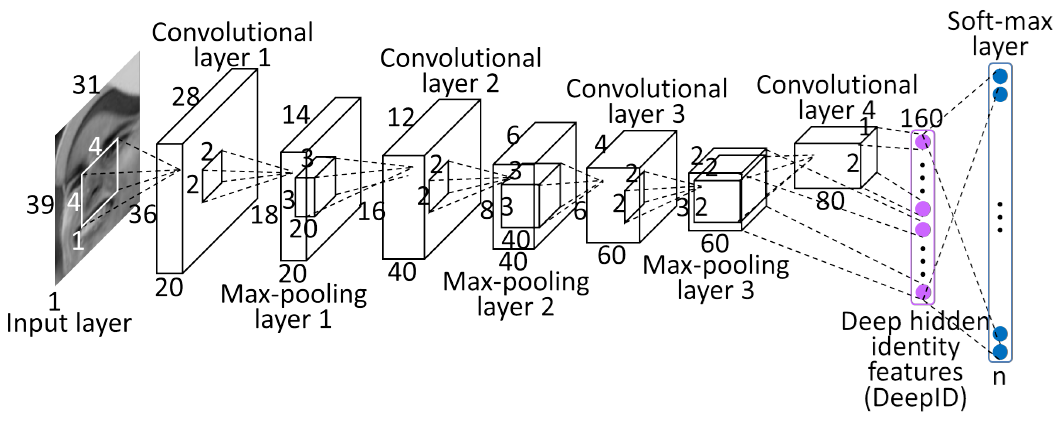 Soft-max
layer
Convolutional
layer 1
Convolutional
layer 2
Convolutional
layer 3
Convolutional
layer 4
31
39
4
4
1
1
Input layer
28
36
20
2
2
14
18
3
3
20
20
Max-pooling
layer 1
12
16
40
2
2
6
8
3
3
40
40
Max-pooling
layer 2
4
6
60
2
2
2
3
2
2
60
Max-pooling
layer 3
1
2
80
160
Deep hidden
identity
features
(DeepID)
n